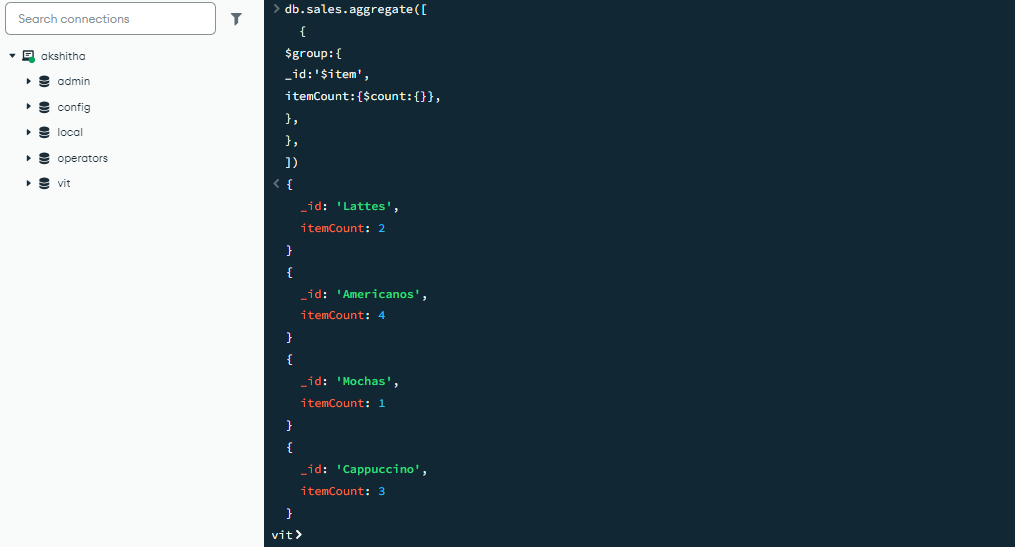 Search connections
akshitha
admin
config
local
operators
vit
> db.sales.aggregate([
{
$group:{
_id:'$item',
itemCount:{$count:{}},
},
},
])
< {
_id: 'Lattes',
itemCount: 2
}
{
_id: 'Americanos',
itemCount: 4
}
{
_id: 'Mochas',
itemCount: 1
}
{
_id: 'Cappuccino',
itemCount: 3
}
vit>